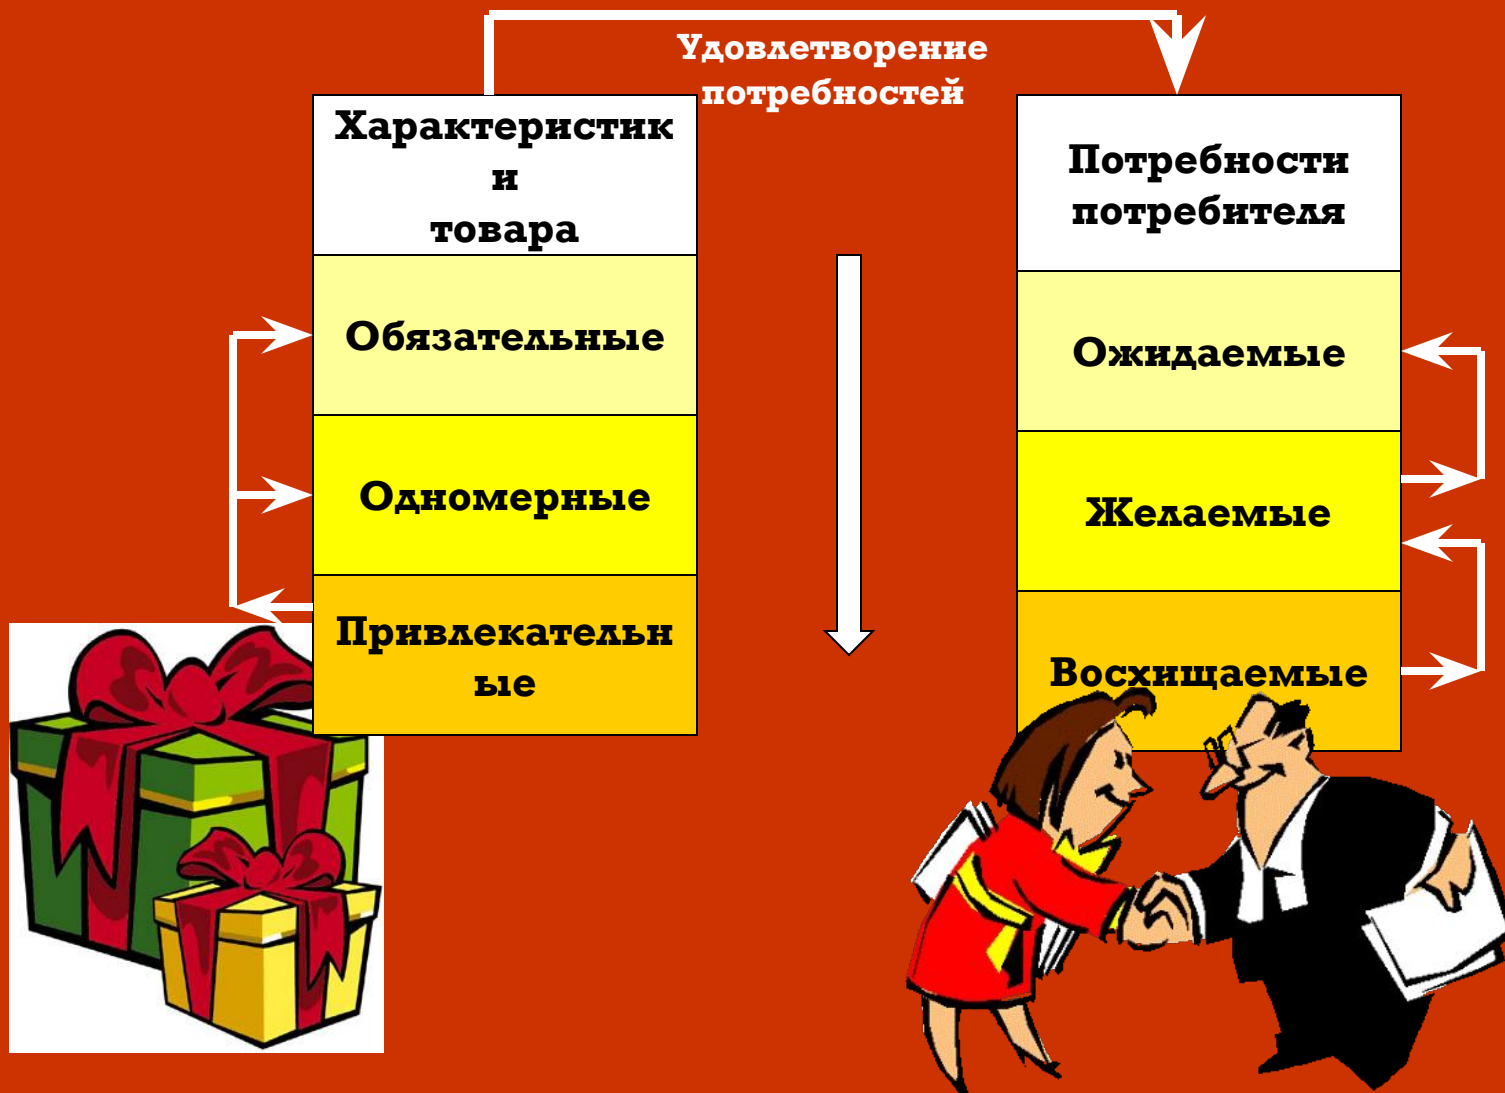 Удовлетворение
потребностей
Характеристик
и
товара
Обязательные
Одномерные
Привлекательн
ые
Потребности
потребителя
Ожидаемые
Желаемые
Восхищаемые